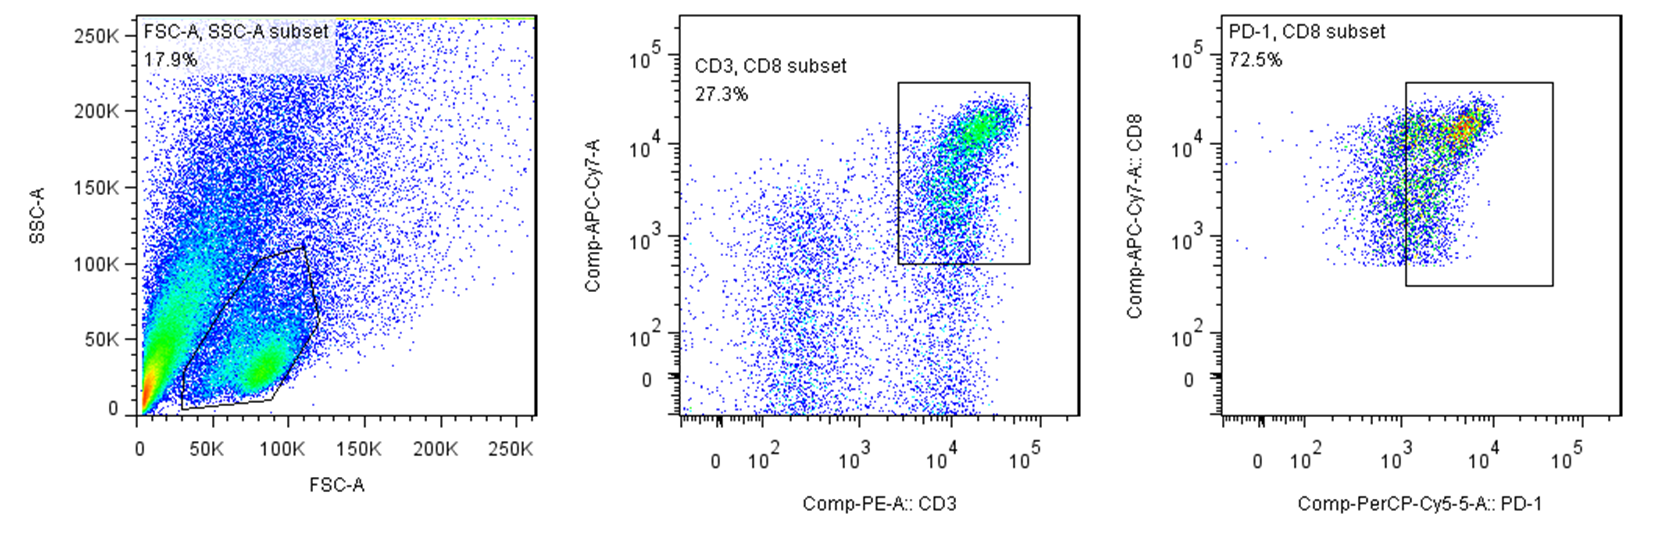 FSC-A, SSC-A subset
17.9%
250K
200K
150K
100K
50K
0
SSC-A
0 50K 100K 150K 200K 250K
FSC-A
CD3, CD8 subset
27.3%
10^5
10^4
10^3
10^2
0
Comp-APC-Cy7-A
0 10^2 10^3 10^4 10^5
Comp-PE-A:: CD3
PD-1, CD8 subset
72.5%
10^5
10^4
10^3
10^2
0
Comp-APC-Cy7-A:: CD8
0 10^2 10^3 10^4 10^5
Comp-PerCP-Cy5-5-A:: PD-1